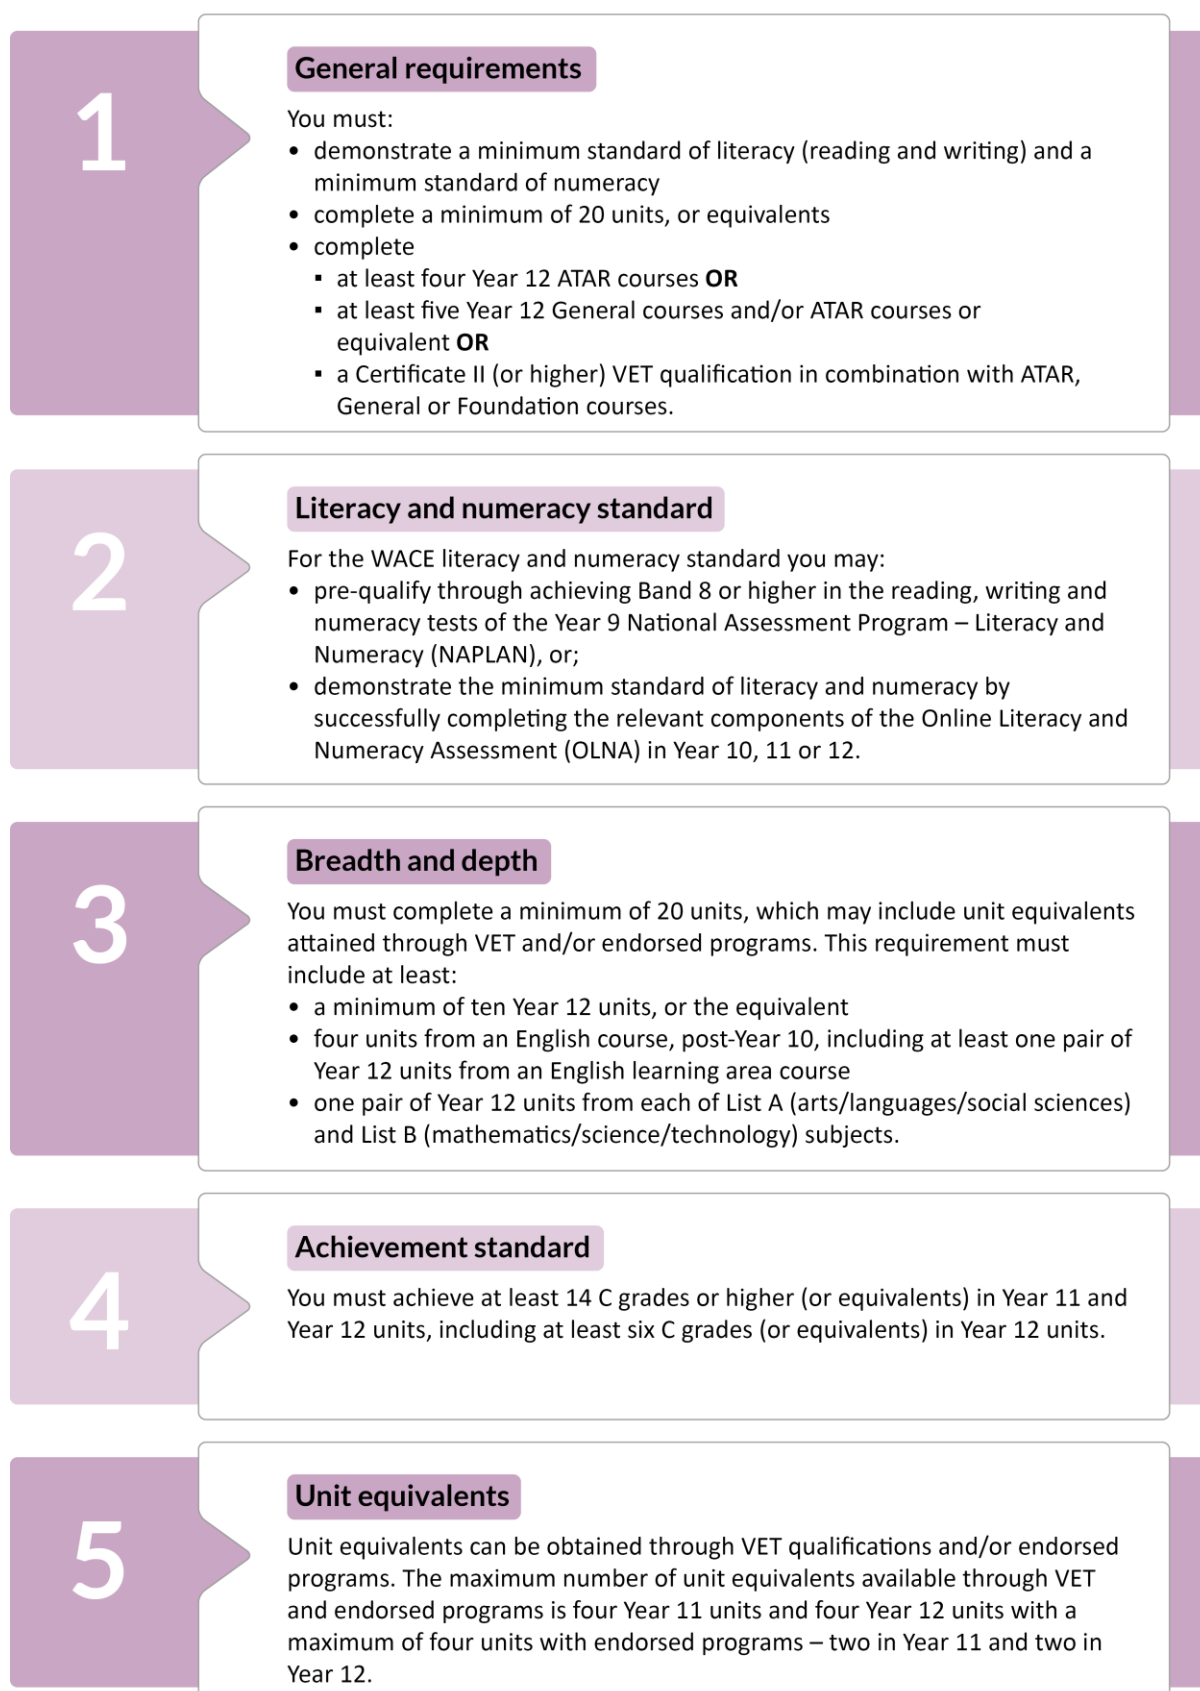 1
General requirements
You must:
• demonstrate a minimum standard of literacy (reading and writing) and a
minimum standard of numeracy
• complete a minimum of 20 units, or equivalents
• complete
▪ at least four Year 12 ATAR courses OR
▪ at least five Year 12 General courses and/or ATAR courses or
equivalent OR
▪ a Certificate II (or higher) VET qualification in combination with ATAR,
General or Foundation courses.
2
Literacy and numeracy standard
For the WACE literacy and numeracy standard you may:
• pre-qualify through achieving Band 8 or higher in the reading, writing and
numeracy tests of the Year 9 National Assessment Program – Literacy and
Numeracy (NAPLAN), or;
• demonstrate the minimum standard of literacy and numeracy by
successfully completing the relevant components of the Online Literacy and
Numeracy Assessment (OLNA) in Year 10, 11 or 12.
3
Breadth and depth
You must complete a minimum of 20 units, which may include unit equivalents
attained through VET and/or endorsed programs. This requirement must
include at least:
• a minimum of ten Year 12 units, or the equivalent
• four units from an English course, post-Year 10, including at least one pair of
Year 12 units from an English learning area course
• one pair of Year 12 units from each of List A (arts/languages/social sciences)
and List B (mathematics/science/technology) subjects.
4
Achievement standard
You must achieve at least 14 C grades or higher (or equivalents) in Year 11 and
Year 12 units, including at least six C grades (or equivalents) in Year 12 units.
5
Unit equivalents
Unit equivalents can be obtained through VET qualifications and/or endorsed
programs. The maximum number of unit equivalents available through VET
and endorsed programs is four Year 11 units and four Year 12 units with a
maximum of four units with endorsed programs – two in Year 11 and two in
Year 12.